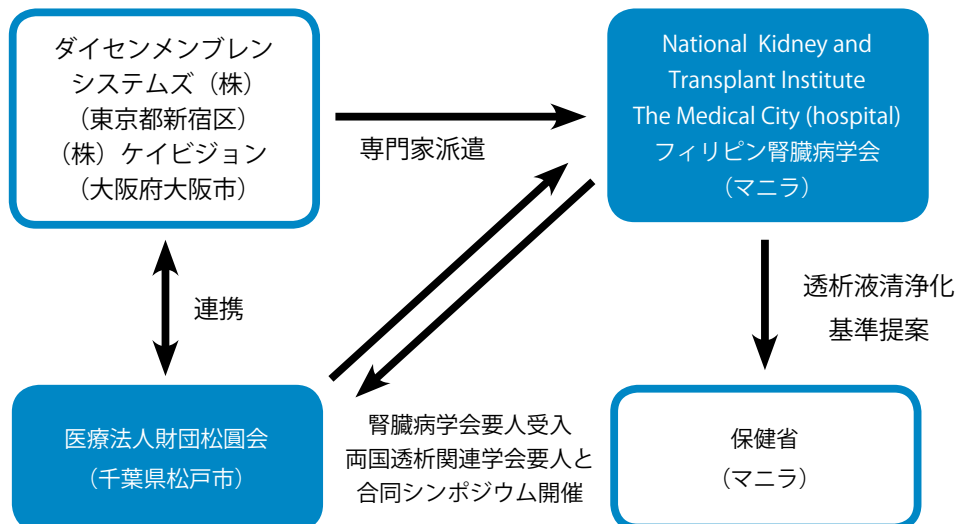 ダイセンメンブレン
システムズ（株）
（東京都新宿区）
（株）ケイビジョン
（大阪府大阪市）
専門家派遣
National Kidney and
Transplant Institute
The Medical City (hospital)
フィリピン腎臓病学会
（マニラ）
連携
透析液清浄化
基準提案
医療法人財団松圓会
（千葉県松戸市）
腎臓病学会要人受入
両国透析関連学会要人と
合同シンポジウム開催
保健省
（マニラ）